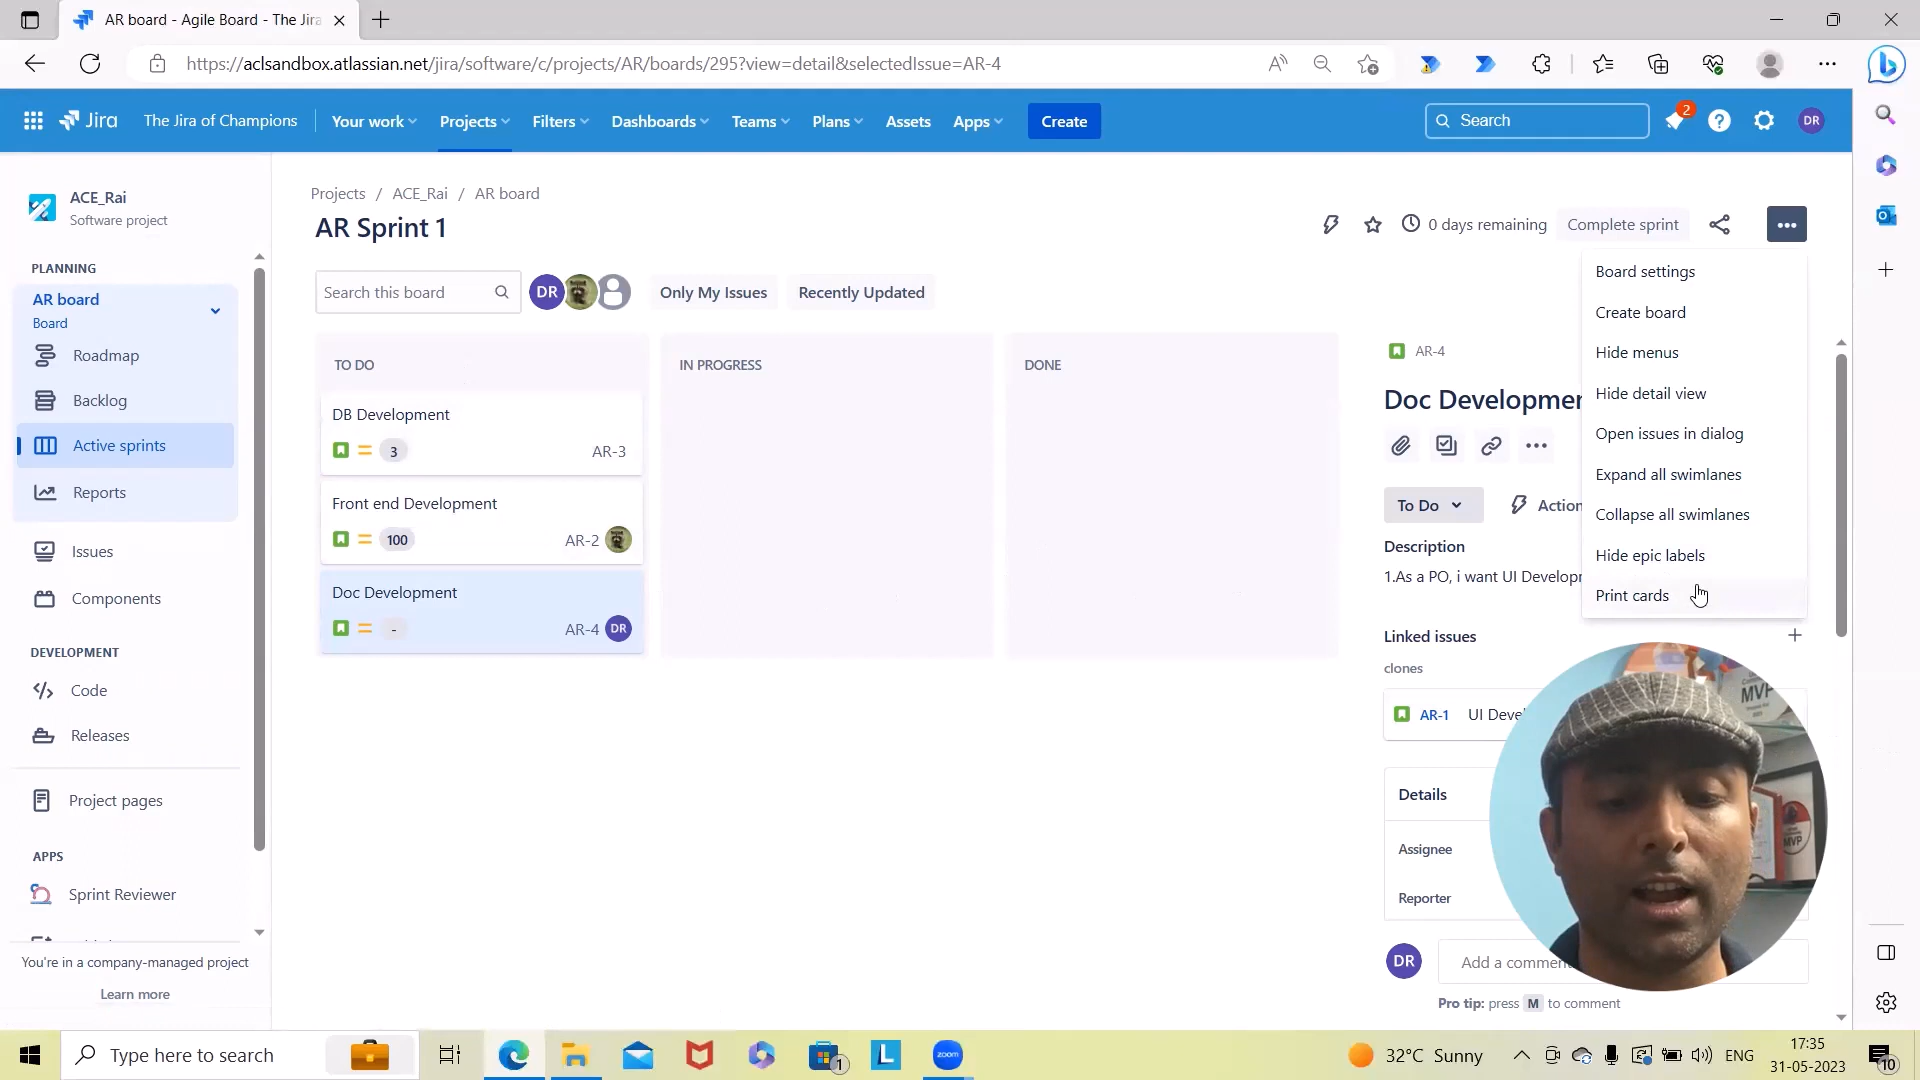 AR board - Agile Board - The Jira
https://aclsandbox.atlassian.net/jira/software/c/projects/AR/boards/295?view=detail&selectedIssue=AR-4
Jira
The Jira of Champions
Your work
Projects
Filters
Dashboards
Teams
Plans
Assets
Apps
Create
Search
2
DR
ACE_Rai
Software project
PLANNING
AR board
Board
Roadmap
Backlog
Active sprints
Reports
Issues
Components
DEVELOPMENT
Code
Releases
Project pages
APPS
Sprint Reviewer
You're in a company-managed project
Learn more
Projects / ACE_Rai / AR board
AR Sprint 1
0 days remaining
Complete sprint
Search this board
DR
Only My Issues
Recently Updated
TO DO
DB Development
3
AR-3
Front end Development
100
AR-2
Doc Development
-
AR-4
DR
IN PROGRESS
DONE
AR-4
Doc Developmen
To Do
Action
Description
1.As a PO, i want UI Develop
Linked issues
clones
AR-1 UI Deve
Details
Assignee
Reporter
DR
Add a commen
Pro tip: press M to comment
Board settings
Create board
Hide menus
Hide detail view
Open issues in dialog
Expand all swimlanes
Collapse all swimlanes
Hide epic labels
Print cards
MVP
MVP
Type here to search
1
zoom
32°C Sunny
ENG
17:35
31-05-2023
10